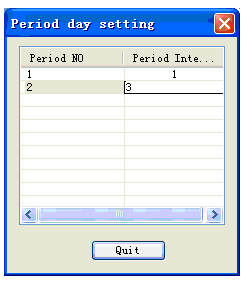 Period day setting
Period NO Period Inte...
1 1
2 3
Quit